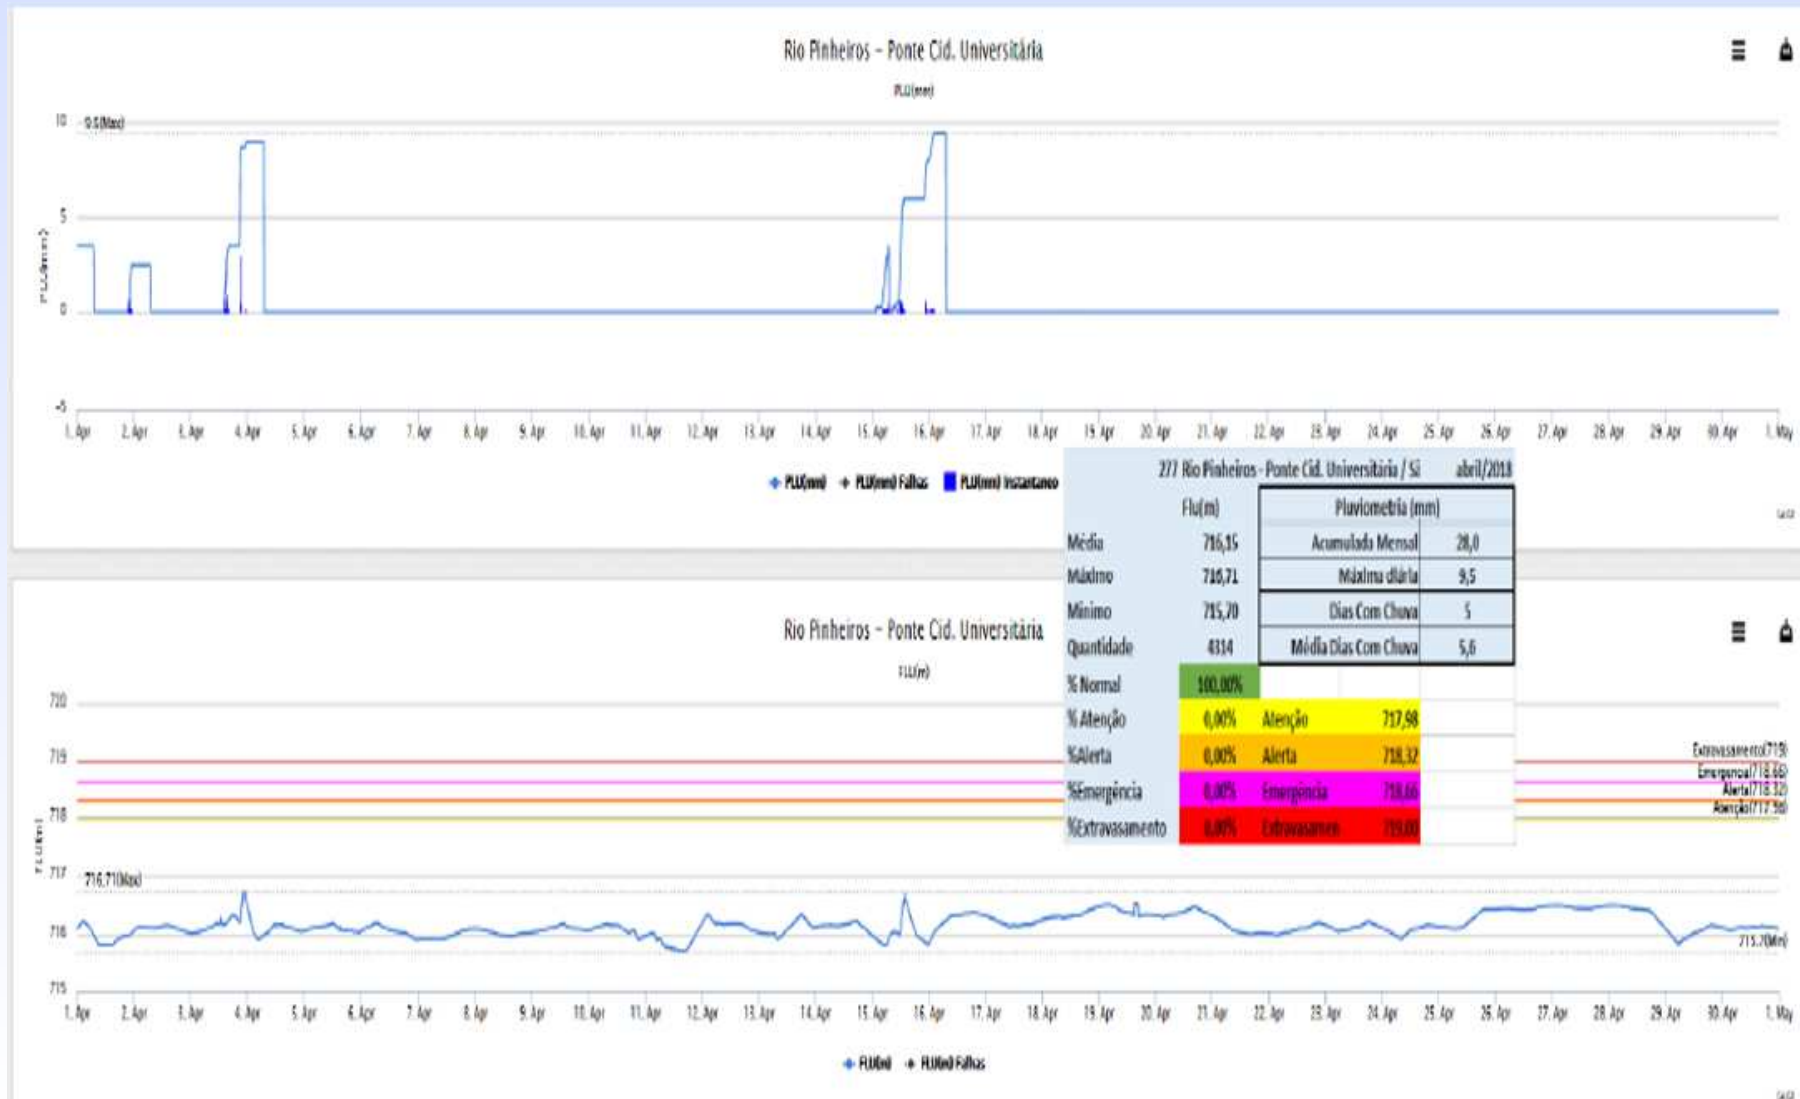 Rio Pinheiros - Ponte Cid. Universitária
PLU(mm)
10
9.5(Max)
5
0
-5
1. Apr 2. Apr 3. Apr 4. Apr 5. Apr 6. Apr 7. Apr 8. Apr 9. Apr 10. Apr 11. Apr 12. Apr 13. Apr 14. Apr 15. Apr 16. Apr 17. Apr 18. Apr 19. Apr 20. Apr 21. Apr 22. Apr 23. Apr 24. Apr 25. Apr 26. Apr 27. Apr 28. Apr 29. Apr 30. Apr 1. May
PLU(mm) PLU(mm) Falhas PLU(mm) Instantaneo
277 Rio Pinheiros - Ponte Cid. Universitária / Sã abril/2018
Flu(m) Pluviometria (mm)
Média 716,15 Acumulada Mensal 28,0
Máximo 716,71 Máxima diária 9,5
Mínimo 715,70 Dias Com Chuva 5
Quantidade 4314 Média Dias Com Chuva 5,6
% Normal 100,00%
% Atenção 0,00% Atenção 717,98
%Alerta 0,00% Alerta 718,32
%Emergência 0,00% Emergência 718,66
%Extravasamento 0,00% Extravasamen 719,00
Rio Pinheiros - Ponte Cid. Universitária
FLU(m)
720
719
718
717
716
715
Extravasamento(719)
Emergencia(718.66)
Alerta(718.32)
Atenção(717.98)
716.71(Max)
715.7(Min)
1. Apr 2. Apr 3. Apr 4. Apr 5. Apr 6. Apr 7. Apr 8. Apr 9. Apr 10. Apr 11. Apr 12. Apr 13. Apr 14. Apr 15. Apr 16. Apr 17. Apr 18. Apr 19. Apr 20. Apr 21. Apr 22. Apr 23. Apr 24. Apr 25. Apr 26. Apr 27. Apr 28. Apr 29. Apr 30. Apr 1. May
FLU(m) FLU(m) Falhas